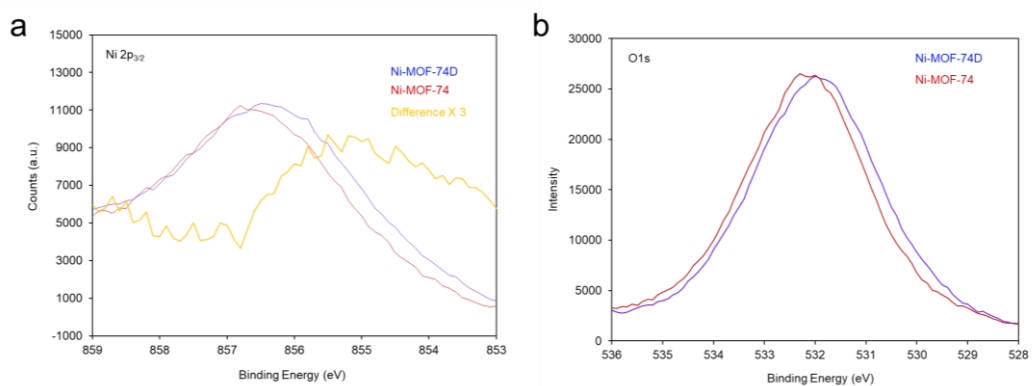 a
Ni 2p3/2
Ni-MOF-74D
Ni-MOF-74
Difference X 3
Counts (a.u.)
15000
13000
11000
9000
7000
5000
3000
1000
-1000
859 858 857 856 855 854 853
Binding Energy (eV)
b
O1s
Ni-MOF-74D
Ni-MOF-74
Intensity
30000
25000
20000
15000
10000
5000
0
536 535 534 533 532 531 530 529 528
Binding Energy (eV)